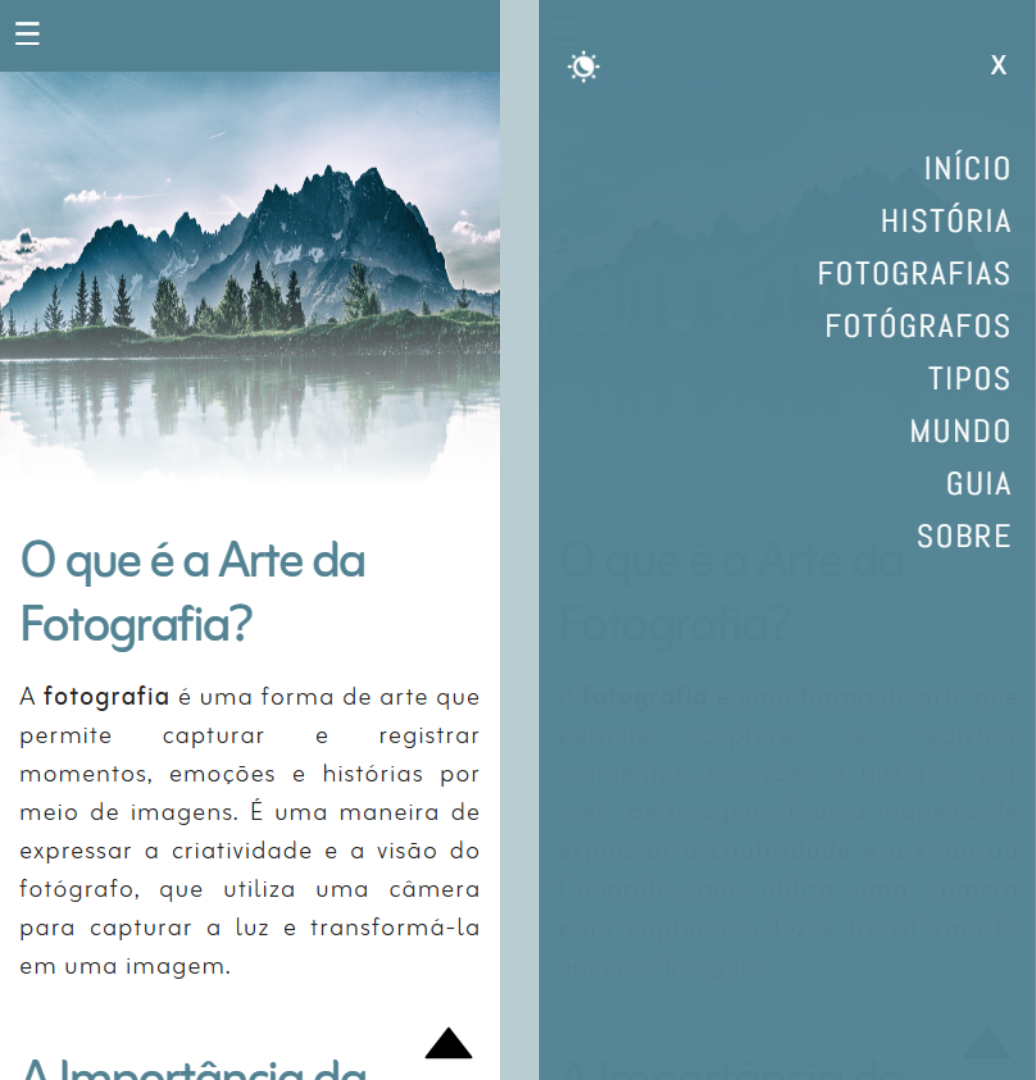 ☰
O que é a Arte da
Fotografia?
A fotografia é uma forma de arte que
permite capturar e registrar
momentos, emoções e histórias por
meio de imagens. É uma maneira de
expressar a criatividade e a visão do
fotógrafo, que utiliza uma câmera
para capturar a luz e transformá-la
em uma imagem.
A Importância da
X
INÍCIO
HISTÓRIA
FOTOGRAFIAS
FOTÓGRAFOS
TIPOS
MUNDO
GUIA
SOBRE
O que é a Arte da
Fotografia?
A fotografia é uma forma de arte que
permite capturar e registrar
momentos, emoções e histórias por
meio de imagens. É uma maneira de
expressar a criatividade e a visão do
fotógrafo, que utiliza uma câmera
para capturar a luz e transformá-la
em uma imagem.
A Importância da